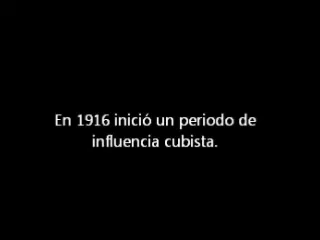 En 1916 inició un periodo de
influencia cubista.